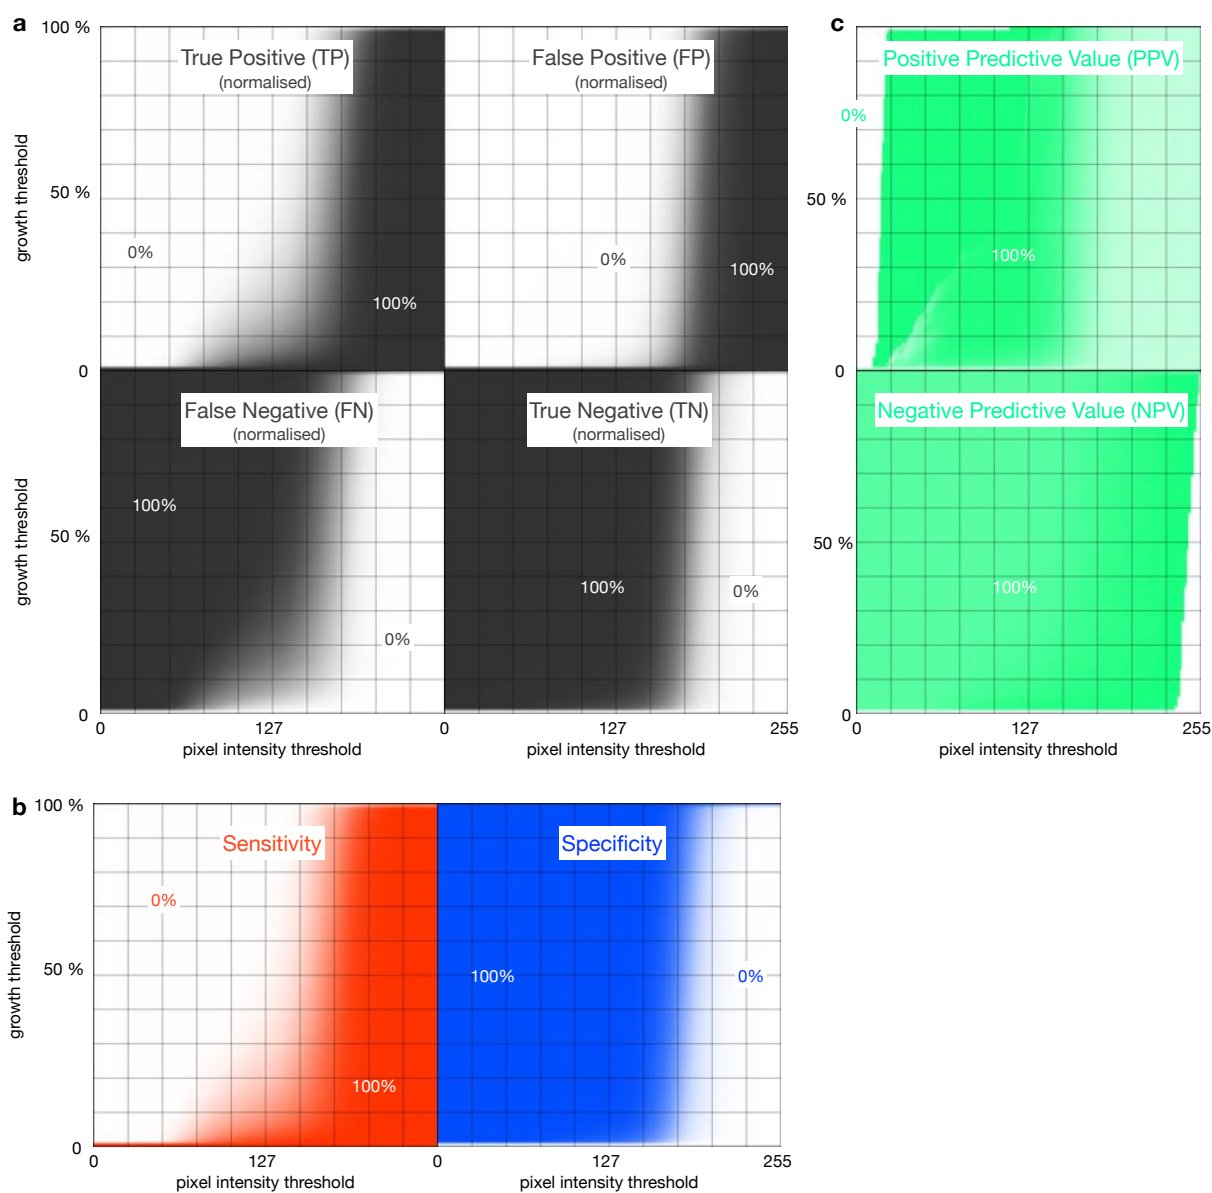 a
100 %
True Positive (TP)
(normalised)
False Positive (FP)
(normalised)
growth threshold
50 %
0%
100%
0%
100%
0
False Negative (FN)
(normalised)
True Negative (TN)
(normalised)
growth threshold
100%
50 %
0%
100%
0%
0
0
127
0
127
255
pixel intensity threshold
pixel intensity threshold
c
Positive Predictive Value (PPV)
0%
50 %
100%
0
Negative Predictive Value (NPV)
50 %
100%
0
0
127
255
pixel intensity threshold
b
100 %
Sensitivity
Specificity
growth threshold
0%
50 %
100%
100%
0%
0
0
127
0
127
255
pixel intensity threshold
pixel intensity threshold